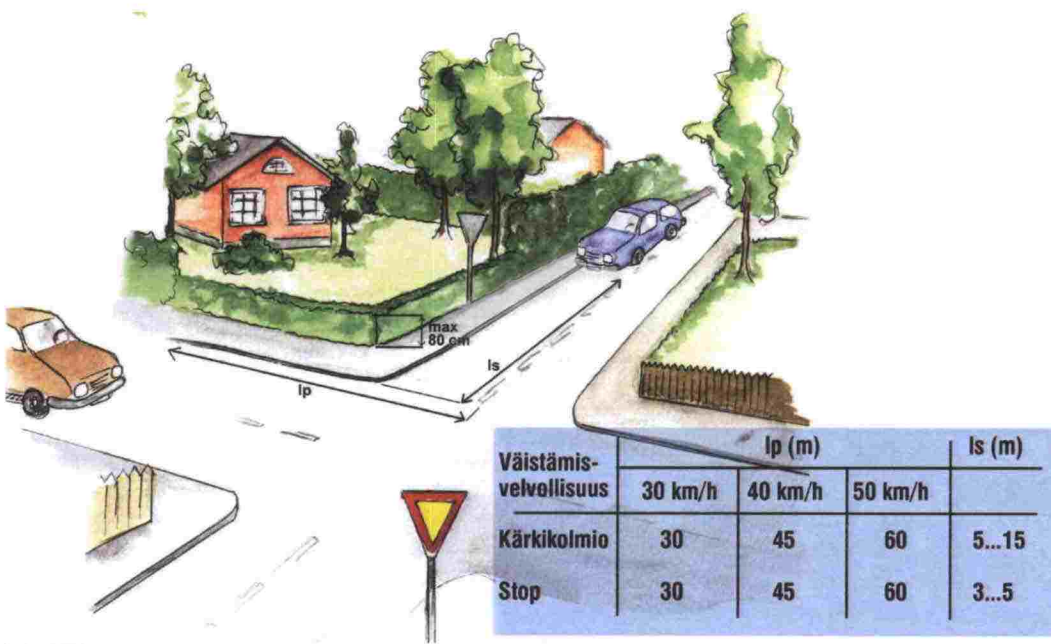 max
80 cm
lp
ls
Väistämis-
velvollisuus
lp (m)
ls (m)
30 km/h 40 km/h 50 km/h
Kärkikolmio 30 45 60 5...15
Stop 30 45 60 3...5